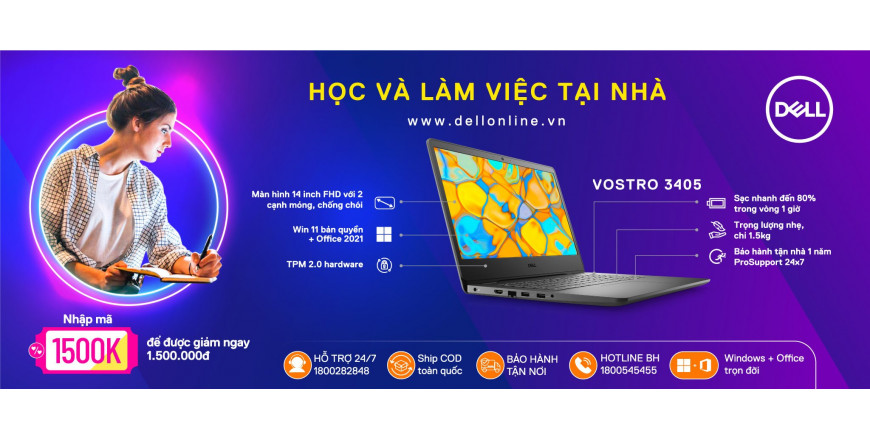 HỌC VÀ LÀM VIỆC TẠI NHÀ
www.dellonline.vn
DELL
VOSTRO 3405
Màn hình 14 inch FHD với 2
cạnh mỏng, chống chói
Win 11 bản quyền
+ Office 2021
TPM 2.0 hardware
Sạc nhanh đến 80%
trong vòng 1 giờ
Trọng lượng nhẹ,
chỉ 1.5kg
Bảo hành tận nhà 1 năm
ProSupport 24x7
Nhập mã
1500K
để được giảm ngay
1.500.000đ
HỖ TRỢ 24/7
1800282848
Ship COD
toàn quốc
BẢO HÀNH
TẬN NƠI
HOTLINE BH
1800545455
Windows + Office
trọn đời